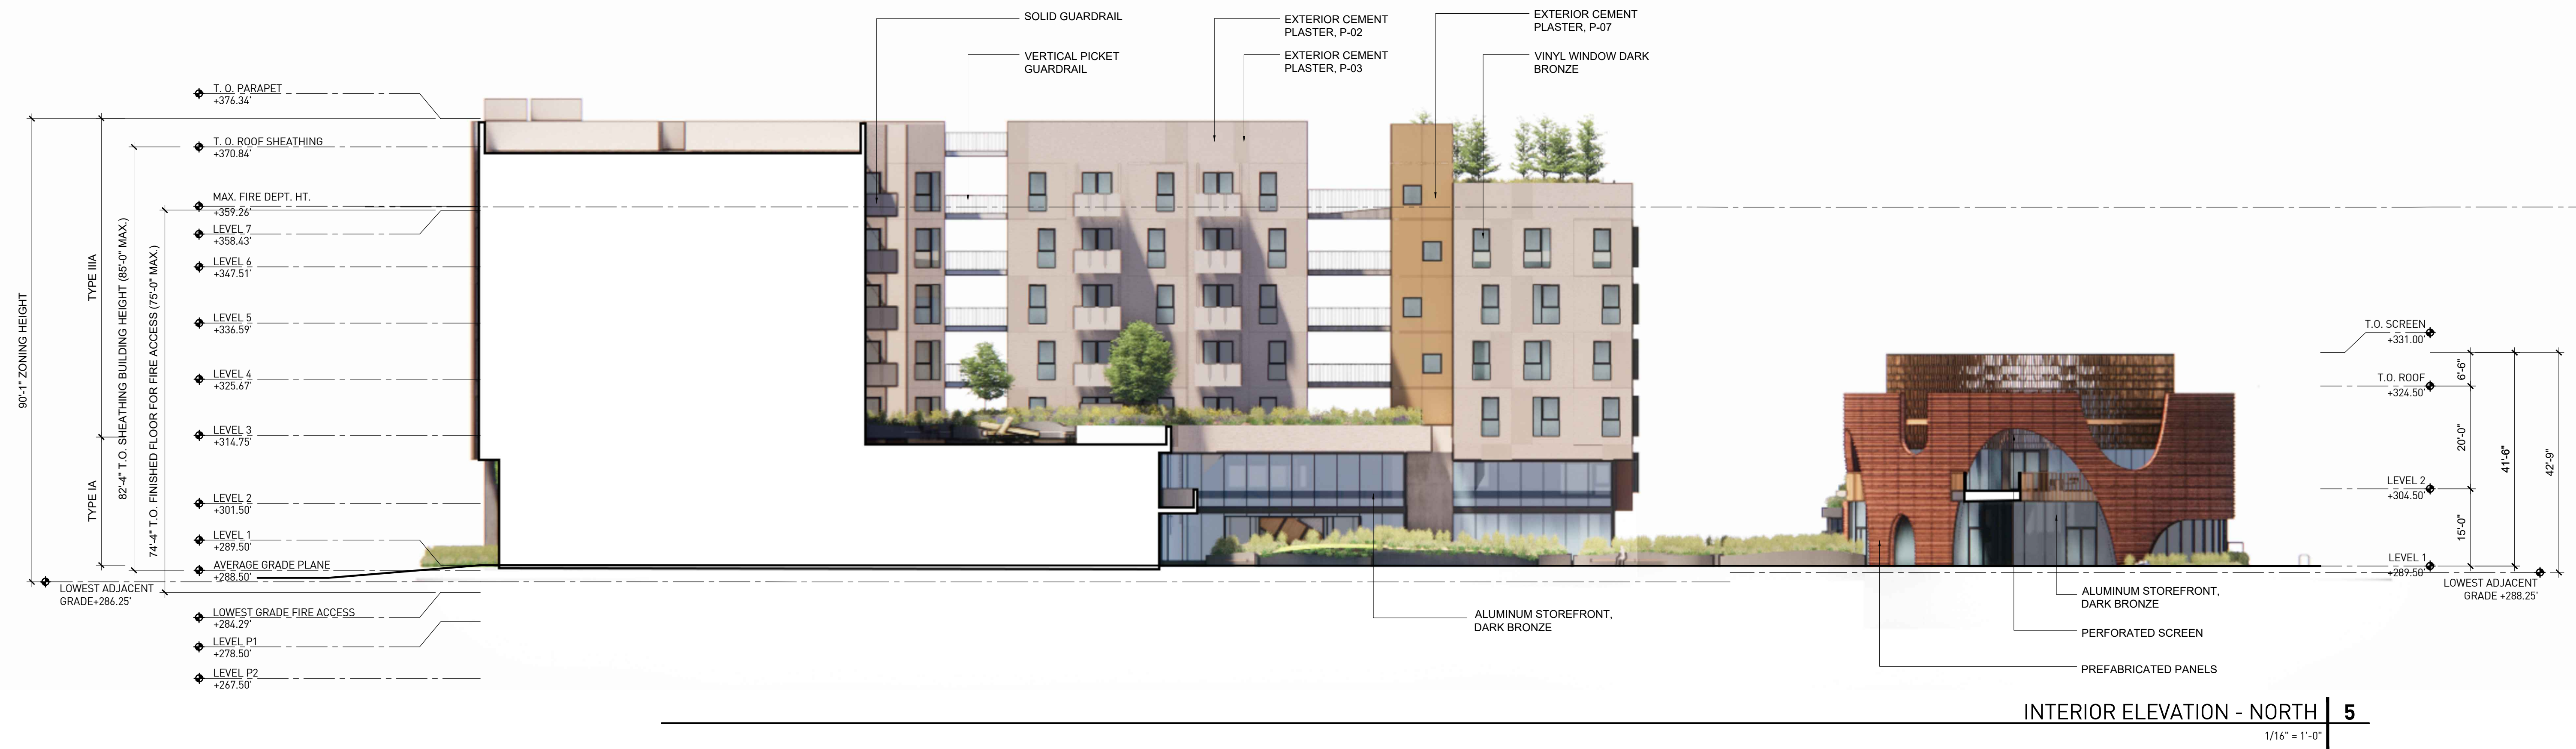 SOLID GUARDRAIL
VERTICAL PICKET
GUARDRAIL
EXTERIOR CEMENT
PLASTER, P-02
EXTERIOR CEMENT
PLASTER, P-03
EXTERIOR CEMENT
PLASTER, P-07
VINYL WINDOW DARK
BRONZE
90'-1" ZONING HEIGHT
TYPE IIIA
TYPE IA
82'-4" T.O. SHEATHING BUILDING HEIGHT (85'-0" MAX.)
74'-4" T.O. FINISHED FLOOR FOR FIRE ACCESS (75'-0" MAX.)
T. O. PARAPET
+376.34'
T. O. ROOF SHEATHING
+370.84'
MAX. FIRE DEPT. HT.
+359.26'
LEVEL 7
+358.43'
LEVEL 6
+347.51'
LEVEL 5
+336.59'
LEVEL 4
+325.67'
LEVEL 3
+314.75'
LEVEL 2
+301.50'
LEVEL 1
+289.50'
AVERAGE GRADE PLANE
+288.50'
LOWEST ADJACENT
GRADE+286.25'
LOWEST GRADE FIRE ACCESS
+284.29'
LEVEL P1
+278.50'
LEVEL P2
+267.50'
T.O. SCREEN
+331.00'
T.O. ROOF
+324.50'
LEVEL 2
+304.50'
LEVEL 1
+289.50'
LOWEST ADJACENT
GRADE +288.25'
6'-6"
20'-0"
15'-0"
41'-6"
42'-9"
ALUMINUM STOREFRONT,
DARK BRONZE
ALUMINUM STOREFRONT,
DARK BRONZE
PERFORATED SCREEN
PREFABRICATED PANELS
INTERIOR ELEVATION - NORTH 5
1/16" = 1'-0"